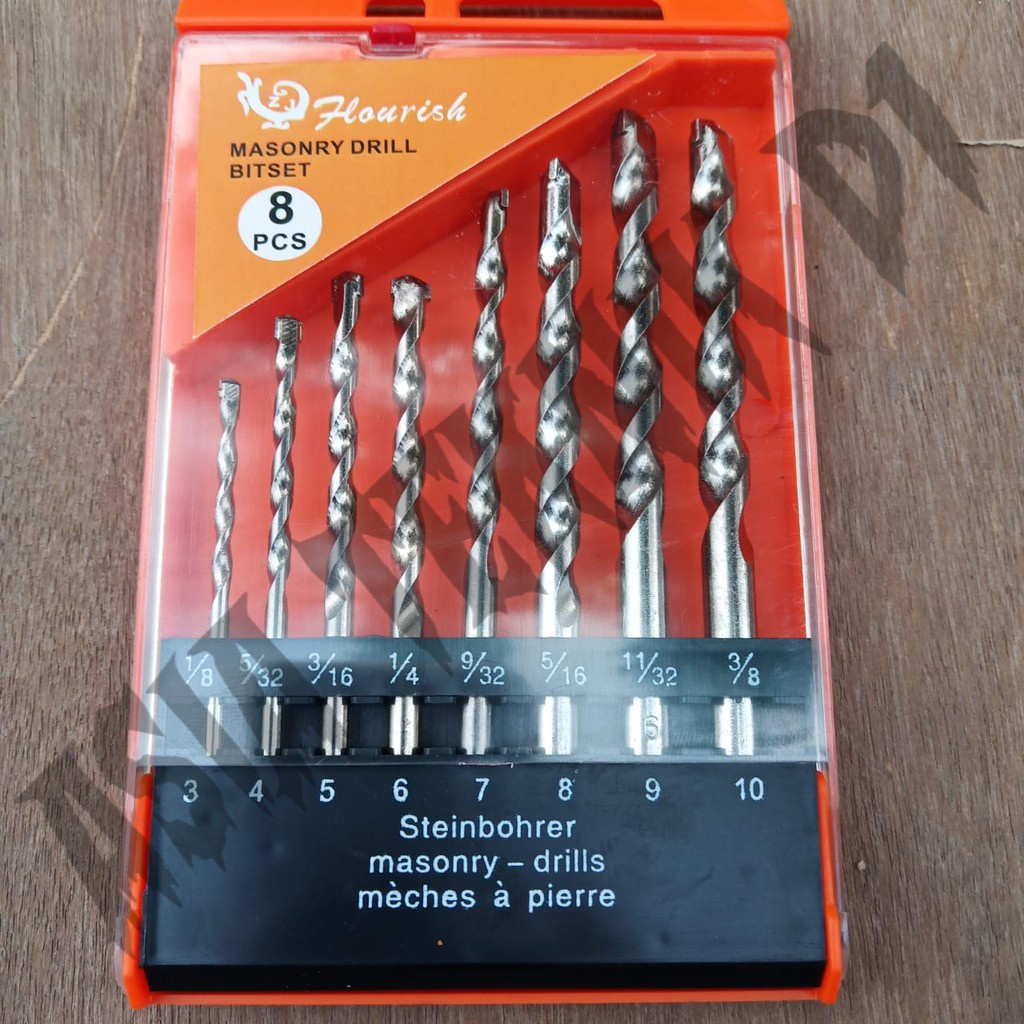 Flourish
MASONRY DRILL
BITSET
8
PCS
1/8 5/32 3/16 1/4 9/32 5/16 11/32 3/8
6
3 4 5 6 7 8 9 10
Steinbohrer
masonry – drills
mèches à pierre